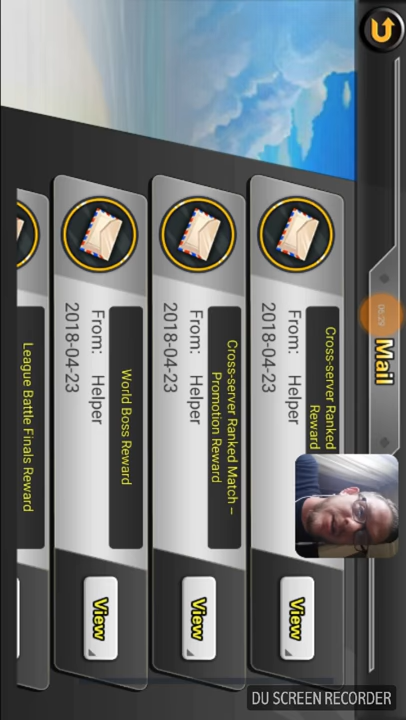 Mail
06:29
Cross-server Ranked
Reward
From: Helper
2018-04-23
View
Cross-server Ranked Match –
Promotion Reward
From: Helper
2018-04-23
View
World Boss Reward
From: Helper
2018-04-23
View
League Battle Finals Reward
DU SCREEN RECORDER